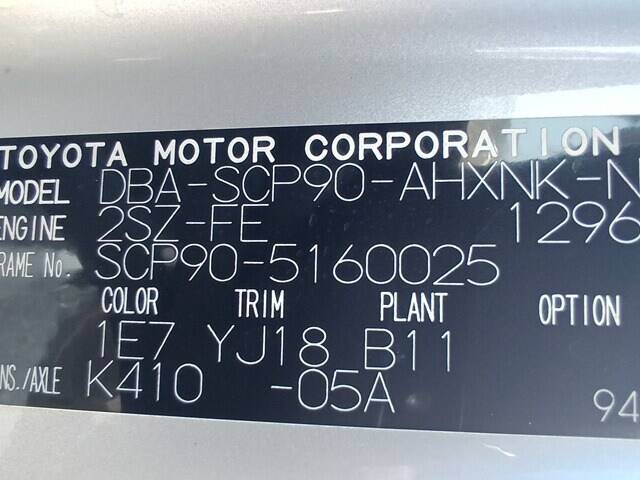 TOYOTA MOTOR CORPORATION
MODEL DBA-SCP90-AHXNK-N
ENGINE 2SZ-FE 1296
RAME No. SCP90-5160025
COLOR TRIM PLANT OPTION
1E7 YJ18 B11
NS./AXLE K410 -05A
94